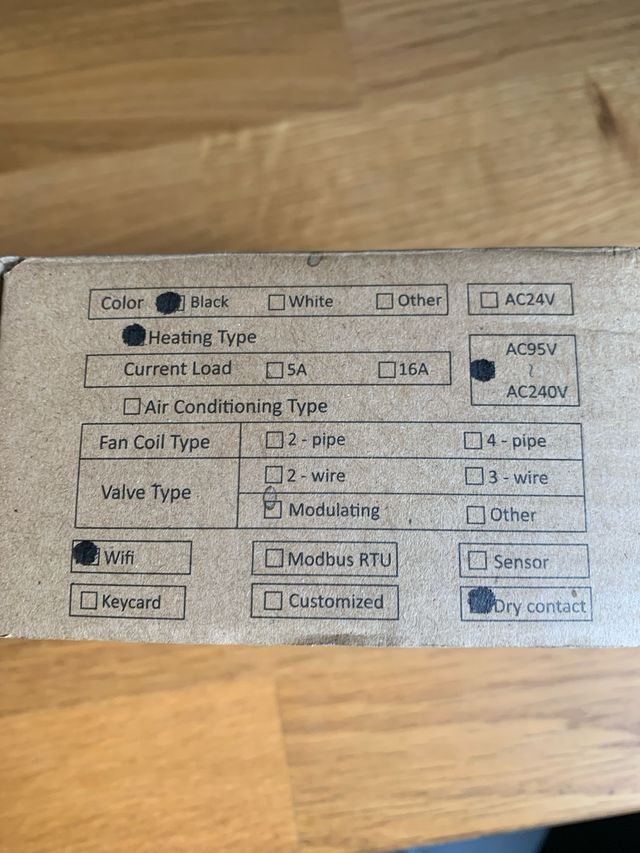 Color Black White Other AC24V
Heating Type
AC95V
~
AC240V
Current Load 5A 16A
Air Conditioning Type
Fan Coil Type 2 - pipe 4 - pipe
Valve Type 2 - wire 3 - wire
Modulating Other
Wifi Modbus RTU Sensor
Keycard Customized Dry contact